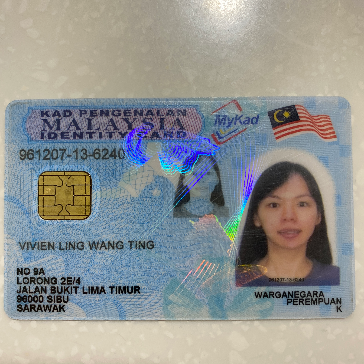 KAD PENGENALAN
MALAYSIA
IDENTITY CARD
MyKad
961207-13-6240
VIVIEN LING WANG TING
NO 9A
LORONG 2E/4
JALAN BUKIT LIMA TIMUR
96000 SIBU
SARAWAK
WARGANEGARA
PEREMPUAN
K